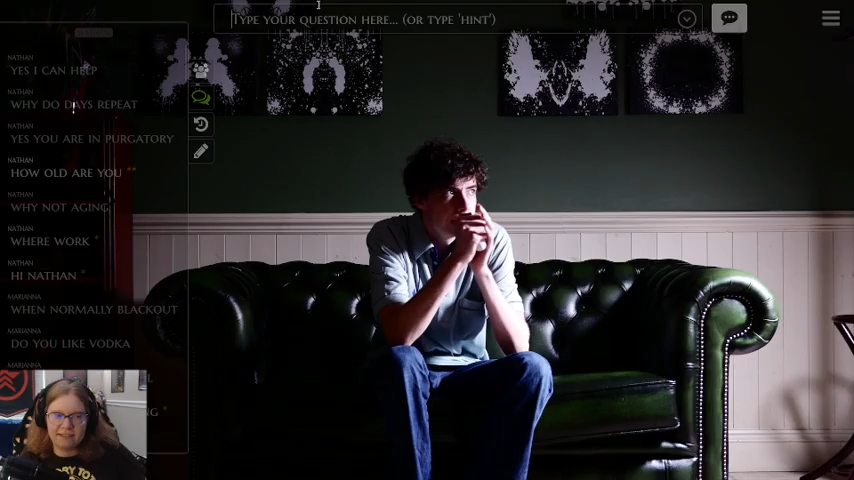 Type your question here... (or type 'hint')
NATHAN
YES I CAN HELP
NATHAN
WHY DO DAYS REPEAT
NATHAN
YES YOU ARE IN PURGATORY
NATHAN
HOW OLD ARE YOU **
NATHAN
WHY NOT AGING
NATHAN
WHERE WORK *
NATHAN
HI NATHAN *
MARIANNA
WHEN NORMALLY BLACKOUT
MARIANNA
DO YOU LIKE VODKA
MARIANNA